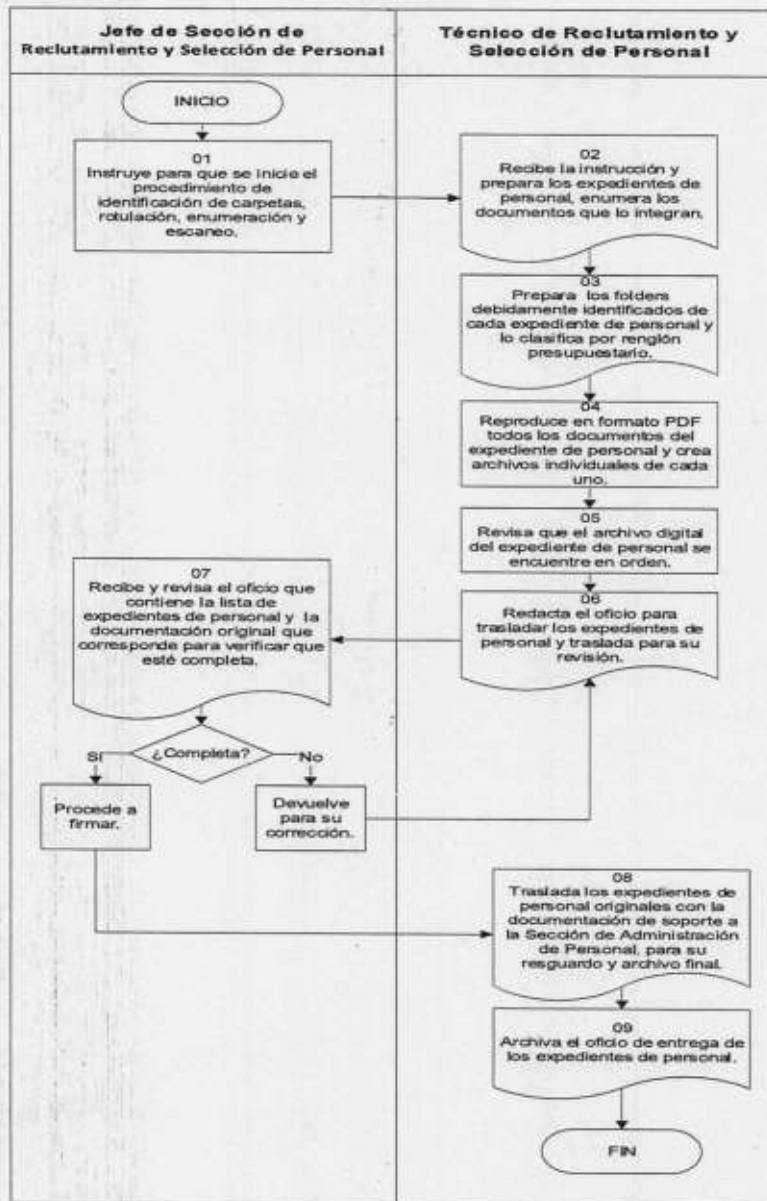 Jefe de Sección de
Reclutamiento y Selección de Personal
Técnico de Reclutamiento y
Selección de Personal
INICIO
01
Instruye para que se inicie el
procedimiento de
identificación de carpetas,
rotulación, enumeración y
escaneo.
02
Recibe la instrucción y
prepara los expedientes de
personal, enumera los
documentos que lo integran.
03
Prepara los folders
debidamente identificados de
cada expediente de personal y
lo clasifica por renglón
presupuestario.
04
Reproduce en formato PDF
todos los documentos del
expediente de personal y crea
archivos individuales de cada
uno.
05
Revisa que el archivo digital
del expediente de personal se
encuentre en orden.
06
Redacta el oficio para
trasladar los expedientes de
personal y traslada para su
revisión.
07
Recibe y revisa el oficio que
contiene la lista de
expedientes de personal y la
documentación original que
corresponde para verificar que
esté completa.
¿Completa?
Sí
No
Procede a
firmar.
Devuelve
para su
corrección.
08
Traslada los expedientes de
personal originales con la
documentación de soporte a
la Sección de Administración
de Personal, para su
resguardo y archivo final.
09
Archiva el oficio de entrega de
los expedientes de personal.
FIN